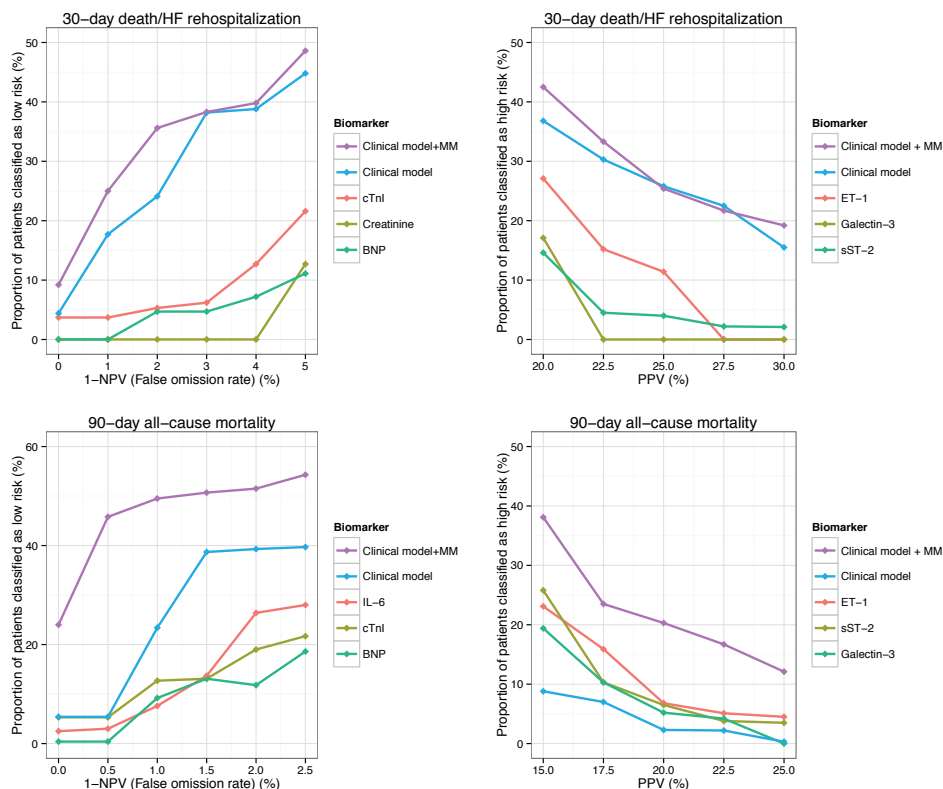 30−day death/HF rehospitalization
Proportion of patients classified as low risk (%)
50
40
30
20
10
0
0 1 2 3 4 5
1−NPV (False omission rate) (%)
Biomarker
Clinical model+MM
Clinical model
cTnI
Creatinine
BNP
30−day death/HF rehospitalization
Proportion of patients classified as high risk (%)
50
40
30
20
10
0
20.0 22.5 25.0 27.5 30.0
PPV (%)
Biomarker
Clinical model + MM
Clinical model
ET−1
Galectin−3
sST−2
90−day all−cause mortality
Proportion of patients classified as low risk (%)
60
40
20
0
0.0 0.5 1.0 1.5 2.0 2.5
1−NPV (False omission rate) (%)
Biomarker
Clinical model+MM
Clinical model
IL−6
cTnI
BNP
90−day all−cause mortality
Proportion of patients classified as high risk (%)
50
40
30
20
10
0
15.0 17.5 20.0 22.5 25.0
PPV (%)
Biomarker
Clinical model + MM
Clinical model
ET−1
sST−2
Galectin−3